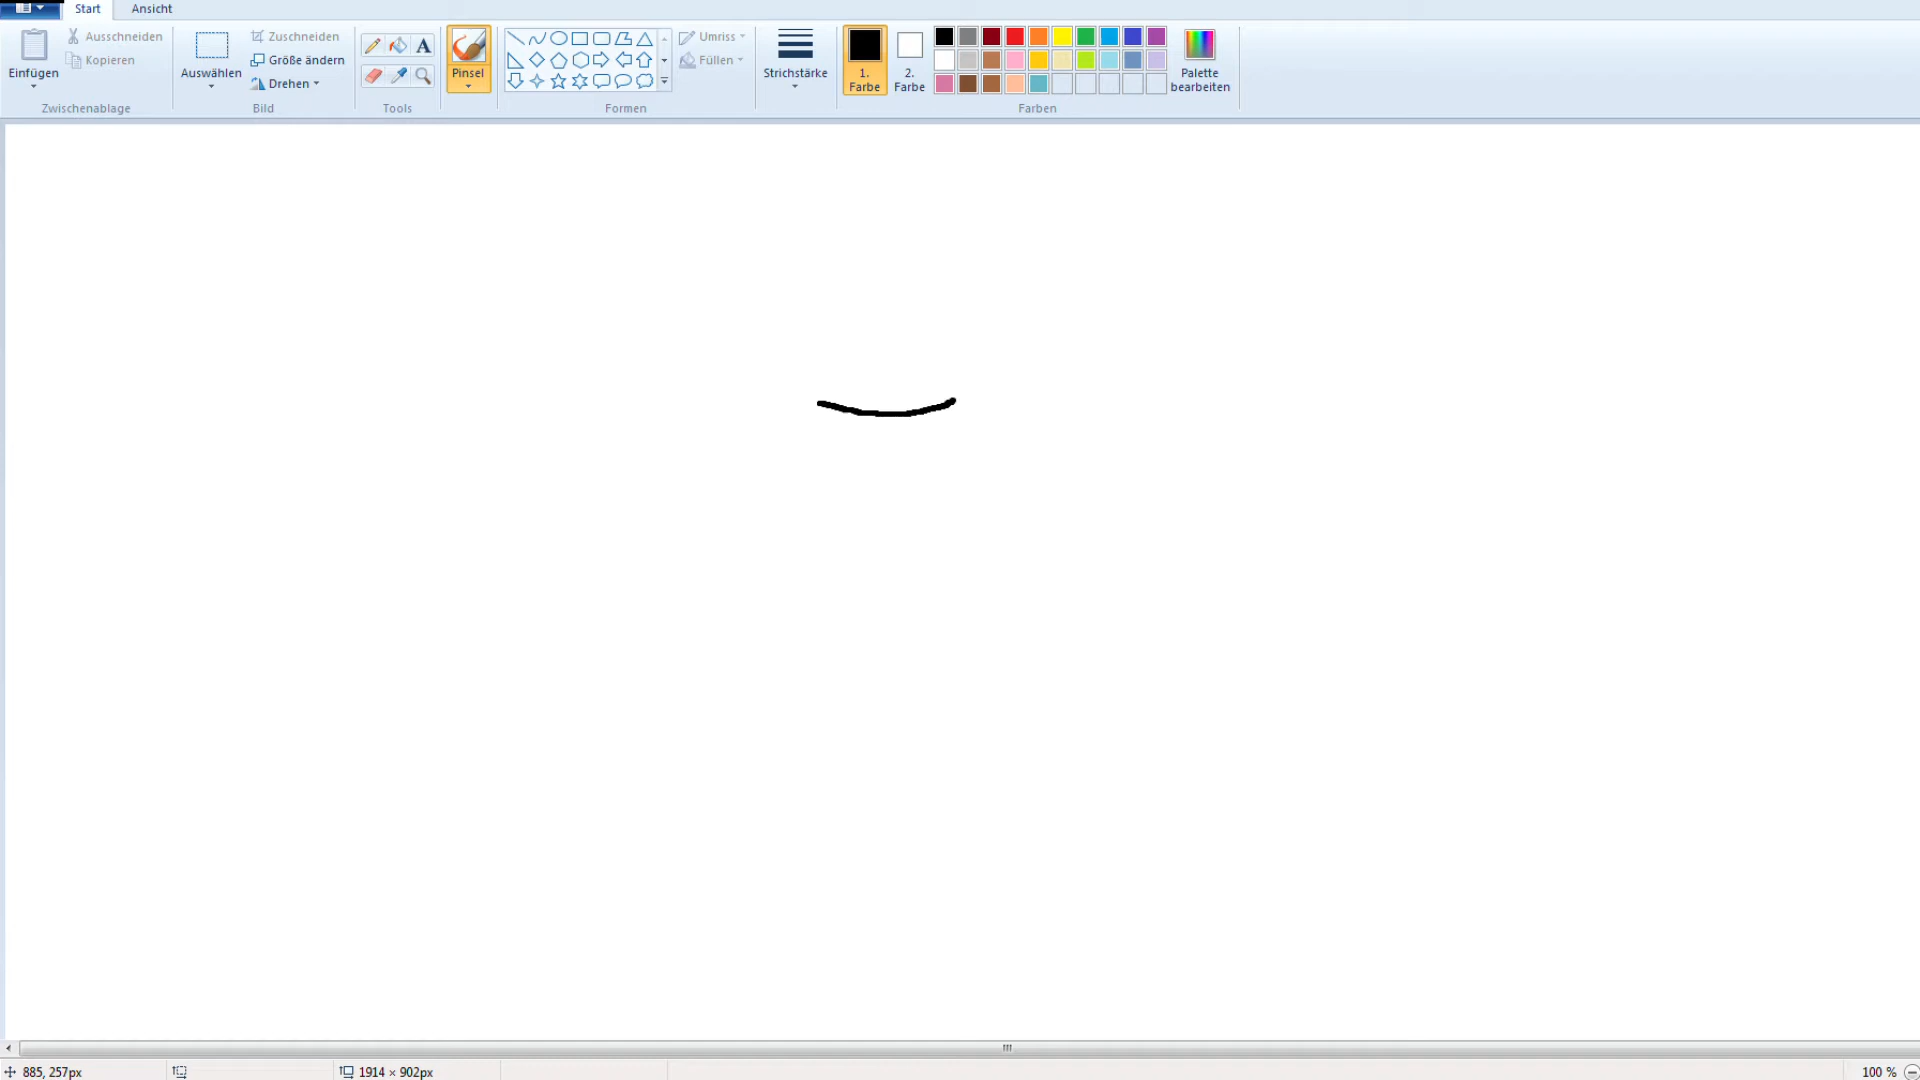 Start Ansicht
Ausschneiden
Kopieren
Einfügen
Zwischenablage
Zuschneiden
Größe ändern
Drehen
Auswählen
Bild
A
Tools
Pinsel
Umriss
Füllen
Formen
Strichstärke
1.
Farbe
2.
Farbe
Palette
bearbeiten
Farben
885, 257px
1914 × 902px
100 %